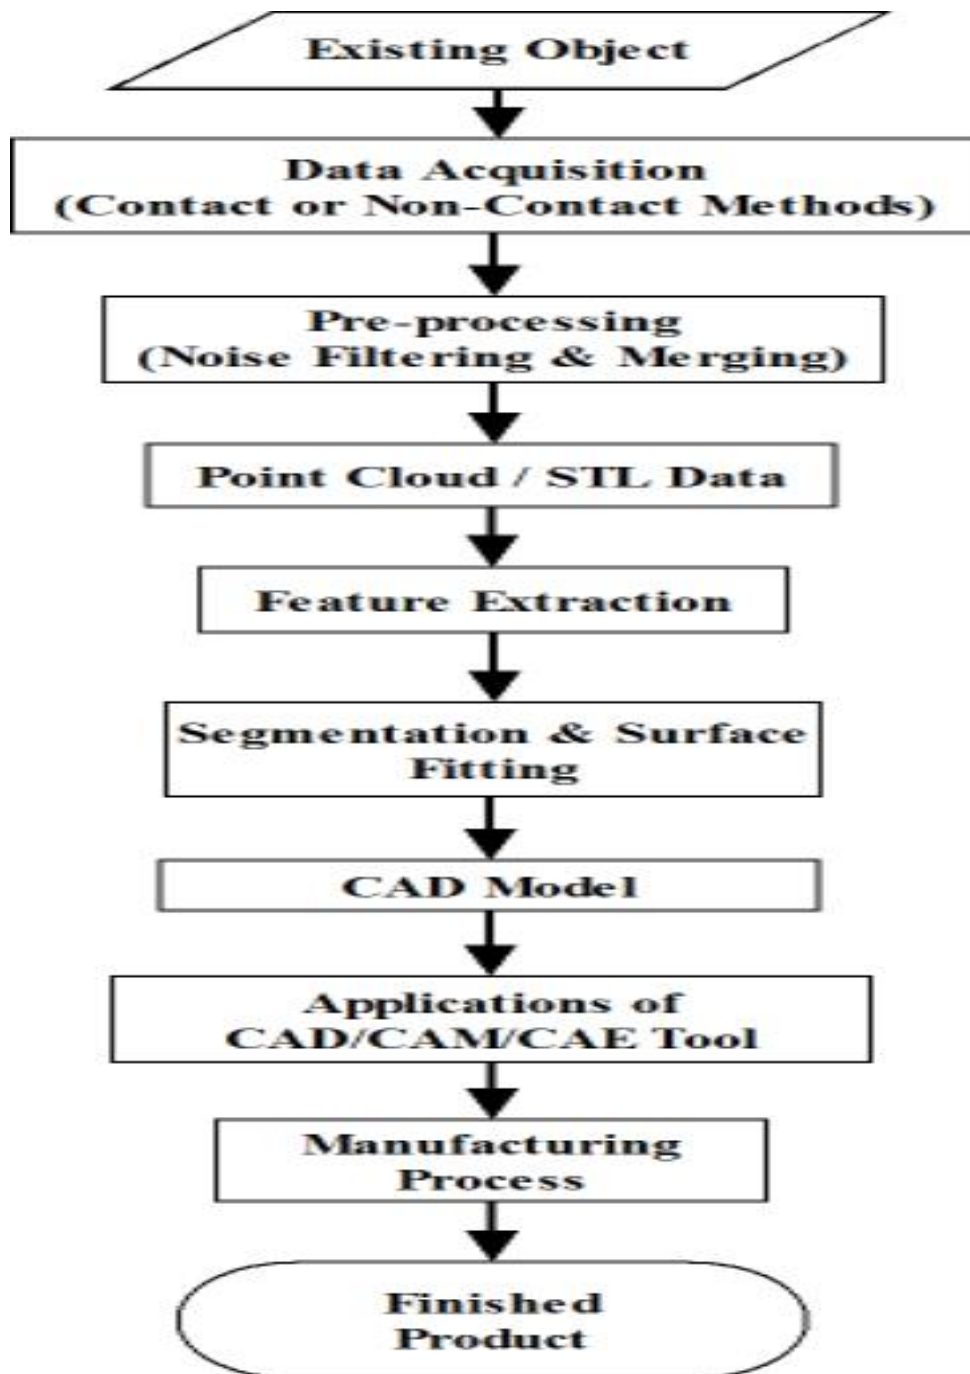 Existing Object
Data Acquisition
(Contact or Non-Contact Methods)
Pre-processing
(Noise Filtering & Merging)
Point Cloud / STL Data
Feature Extraction
Segmentation & Surface
Fitting
CAD Model
Applications of
CAD/CAM/CAE Tool
Manufacturing
Process
Finished
Product